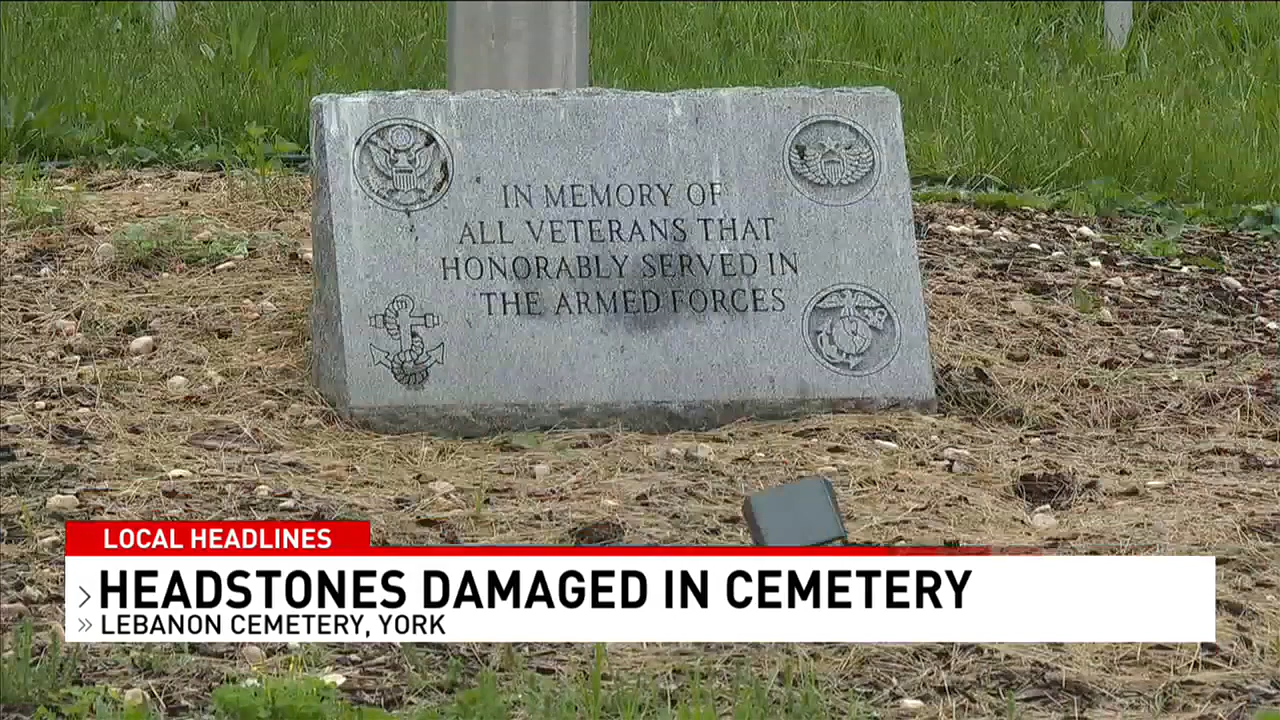 IN MEMORY OF
ALL VETERANS THAT
HONORABLY SERVED IN
THE ARMED FORCES
LOCAL HEADLINES
HEADSTONES DAMAGED IN CEMETERY
LEBANON CEMETERY, YORK